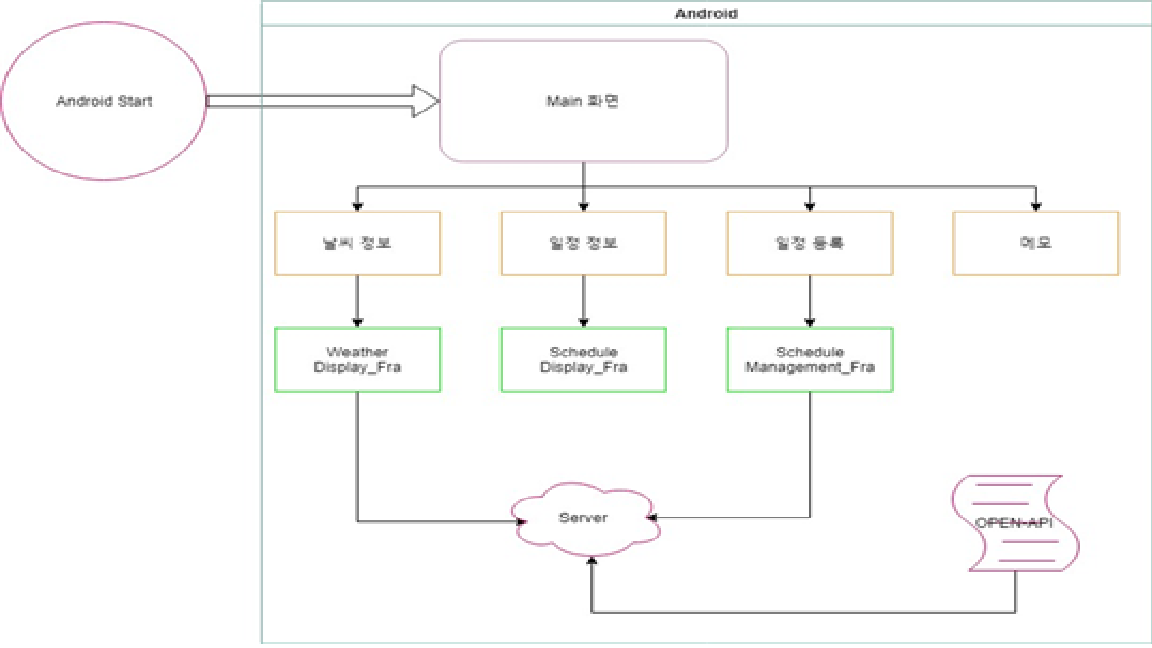 Android
Android Start
Main 화면
날씨 정보
일정 정보
일정 등록
메모
Weather
Display_Fra
Schedule
Display_Fra
Schedule
Management_Fra
Server
OPEN-API